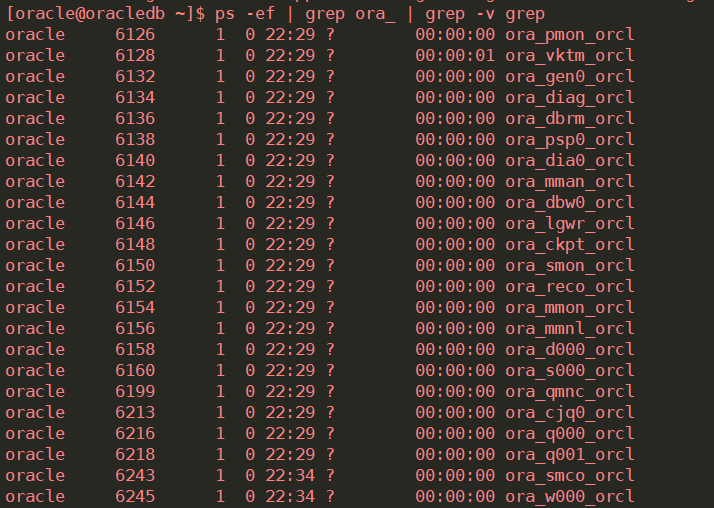 [oracle@oracledb ~]$ ps -ef | grep ora_ | grep -v grep
oracle     6126      1  0 22:29 ?        00:00:00 ora_pmon_orcl
oracle     6128      1  0 22:29 ?        00:00:01 ora_vktm_orcl
oracle     6132      1  0 22:29 ?        00:00:00 ora_gen0_orcl
oracle     6134      1  0 22:29 ?        00:00:00 ora_diag_orcl
oracle     6136      1  0 22:29 ?        00:00:00 ora_dbrm_orcl
oracle     6138      1  0 22:29 ?        00:00:00 ora_psp0_orcl
oracle     6140      1  0 22:29 ?        00:00:00 ora_dia0_orcl
oracle     6142      1  0 22:29 ?        00:00:00 ora_mman_orcl
oracle     6144      1  0 22:29 ?        00:00:00 ora_dbw0_orcl
oracle     6146      1  0 22:29 ?        00:00:00 ora_lgwr_orcl
oracle     6148      1  0 22:29 ?        00:00:00 ora_ckpt_orcl
oracle     6150      1  0 22:29 ?        00:00:00 ora_smon_orcl
oracle     6152      1  0 22:29 ?        00:00:00 ora_reco_orcl
oracle     6154      1  0 22:29 ?        00:00:00 ora_mmon_orcl
oracle     6156      1  0 22:29 ?        00:00:00 ora_mmnl_orcl
oracle     6158      1  0 22:29 ?        00:00:00 ora_d000_orcl
oracle     6160      1  0 22:29 ?        00:00:00 ora_s000_orcl
oracle     6199      1  0 22:29 ?        00:00:00 ora_qmnc_orcl
oracle     6213      1  0 22:29 ?        00:00:00 ora_cjq0_orcl
oracle     6216      1  0 22:29 ?        00:00:00 ora_q000_orcl
oracle     6218      1  0 22:29 ?        00:00:00 ora_q001_orcl
oracle     6243      1  0 22:34 ?        00:00:00 ora_smco_orcl
oracle     6245      1  0 22:34 ?        00:00:00 ora_w000_orcl